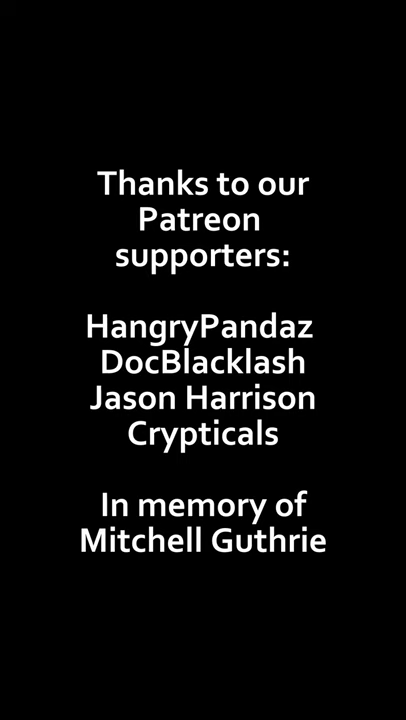 Thanks to our
Patreon
supporters:
HangryPandaz
DocBlacklash
Jason Harrison
Crypticals
In memory of
Mitchell Guthrie